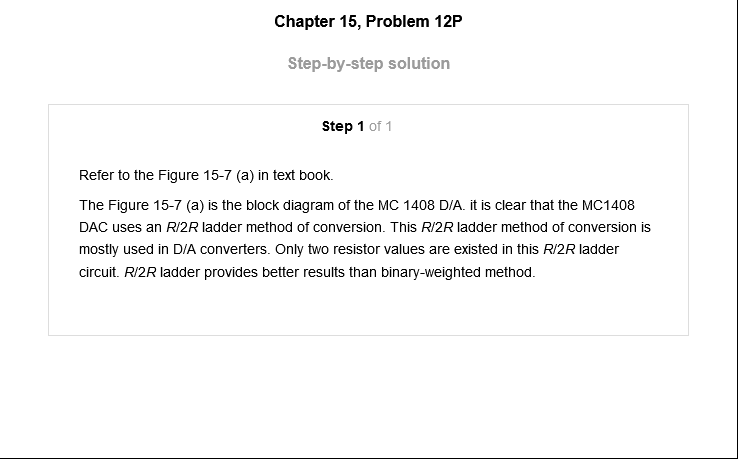 Chapter 15, Problem 12P
Step-by-step solution
Step 1 of 1
Refer to the Figure 15-7 (a) in text book.
The Figure 15-7 (a) is the block diagram of the MC 1408 D/A. it is clear that the MC1408
DAC uses an R/2R ladder method of conversion. This R/2R ladder method of conversion is
mostly used in D/A converters. Only two resistor values are existed in this R/2R ladder
circuit. R/2R ladder provides better results than binary-weighted method.